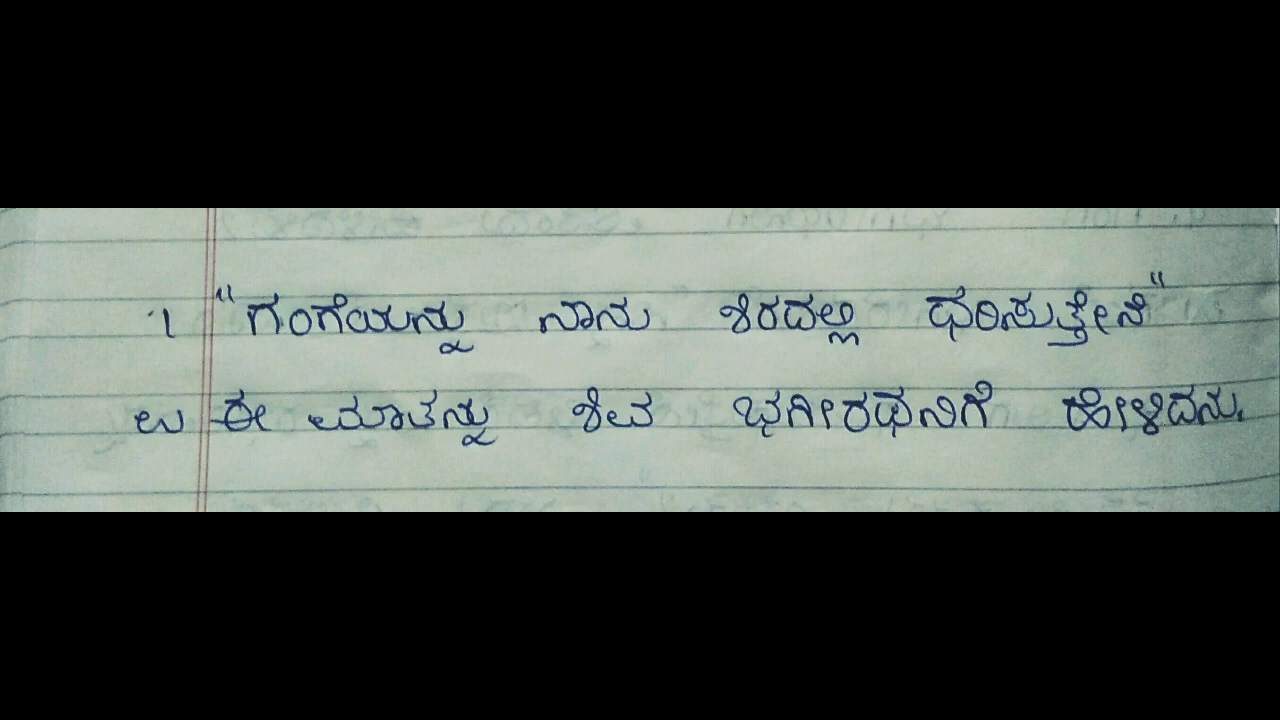 1 "ಗಂಗೆಯನ್ನು ನಾನು ಶಿರದಲ್ಲಿ ಧರಿಸುತ್ತೇನೆ"
ಉ ಈ ಮಾತನ್ನು ಶಿವ ಭಗೀರಥನಿಗೆ ಹೇಳಿದನು.